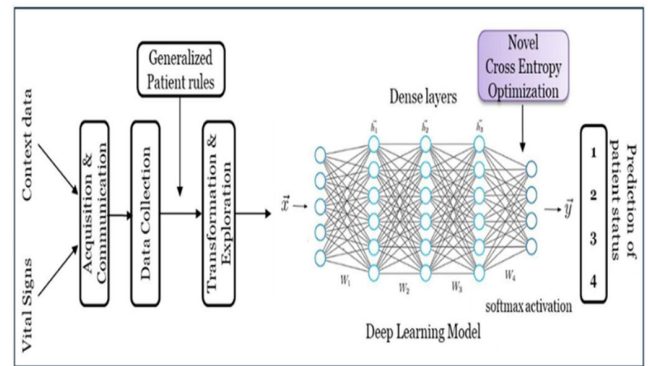 Context data
Vital Signs
Acquisition &
Communication
Data Collection
Generalized
Patient rules
Transformation &
Exploration
x⃗
Dense layers
h⃗₁ h⃗₂ h⃗₃
W₁ W₂ W₃ W₄
Novel
Cross Entropy
Optimization
y⃗
softmax activation
Deep Learning Model
1
2
3
4
Prediction of
patient status